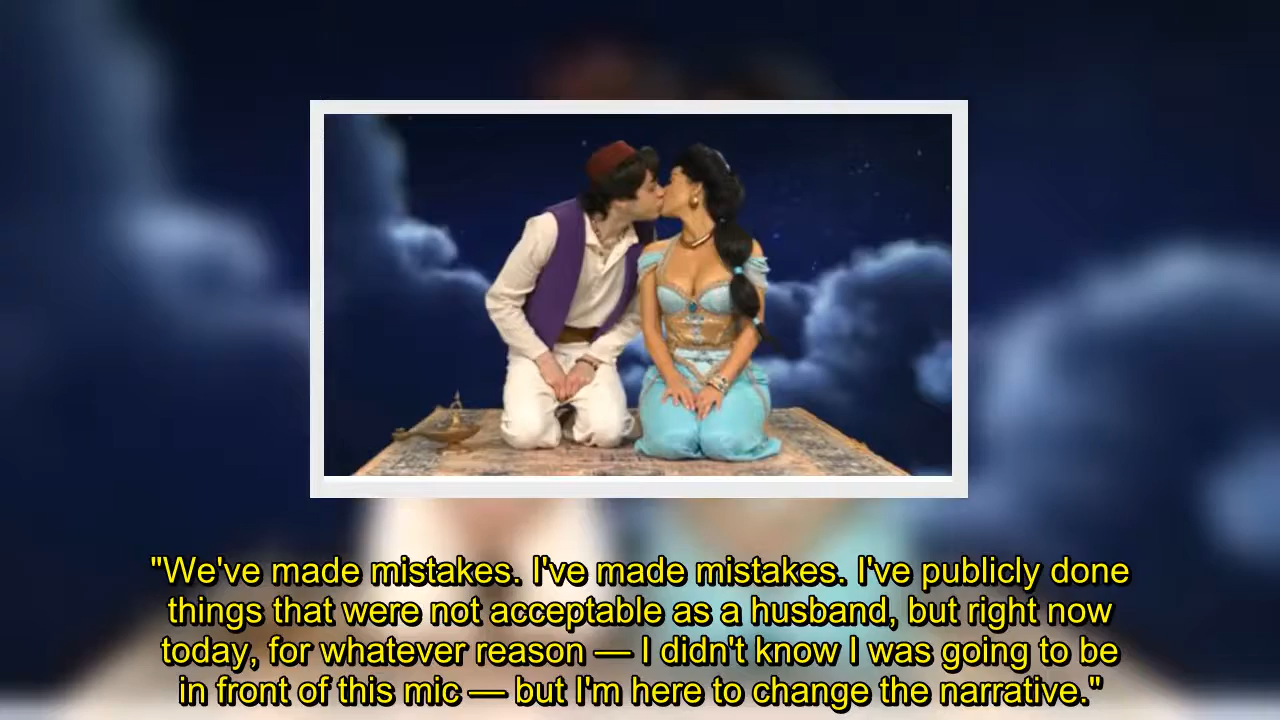 "We've made mistakes. I've made mistakes. I've publicly done
things that were not acceptable as a husband, but right now
today, for whatever reason — I didn't know I was going to be
in front of this mic — but I'm here to change the narrative."